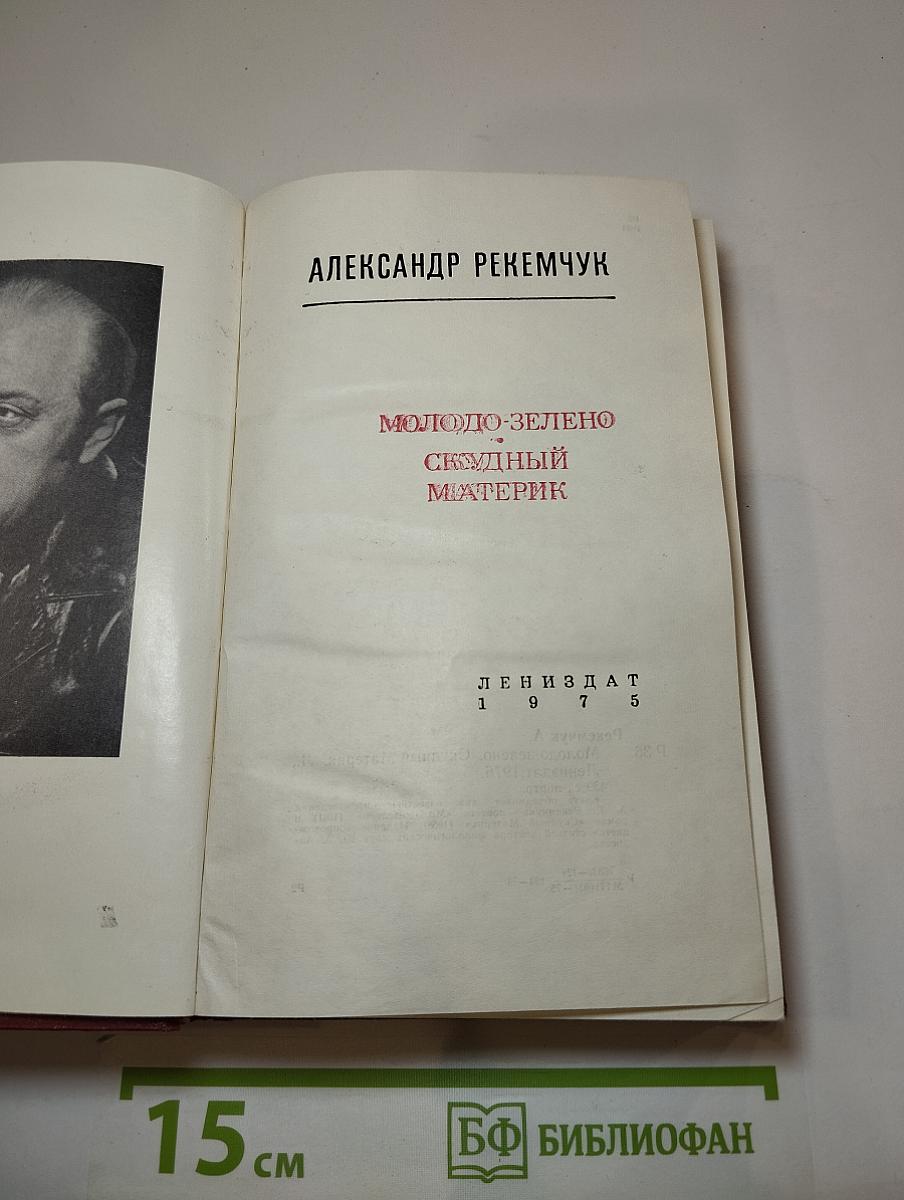 АЛЕКСАНДР РЕКЕМЧУК
МОЛОДО-ЗЕЛЕНО
СКУДНЫЙ
МАТЕРИК
ЛЕНИЗДАТ
1975
15 см
БФ БИБЛИОФАН